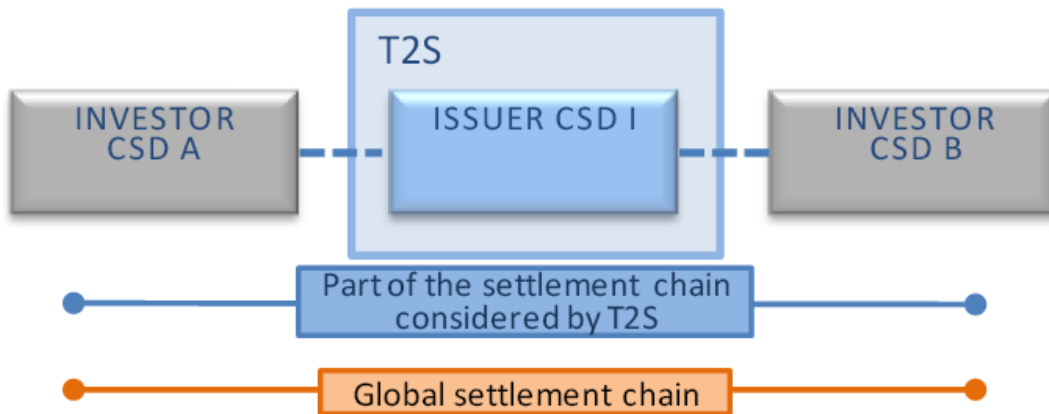 T2S
INVESTOR
CSD A
ISSUER CSD I
INVESTOR
CSD B
Part of the settlement chain
considered by T2S
Global settlement chain